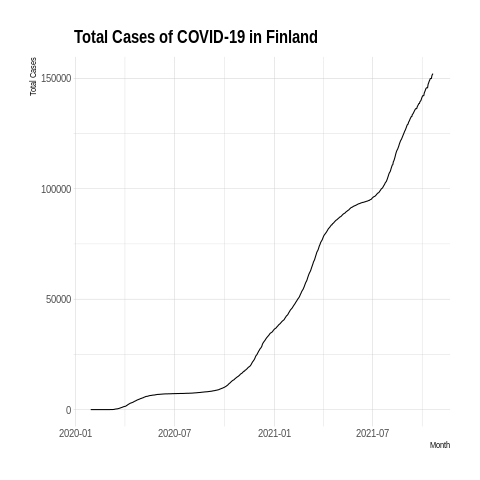 Total Cases of COVID-19 in Finland
Total Cases
150000
100000
50000
0
2020-01 2020-07 2021-01 2021-07
Month